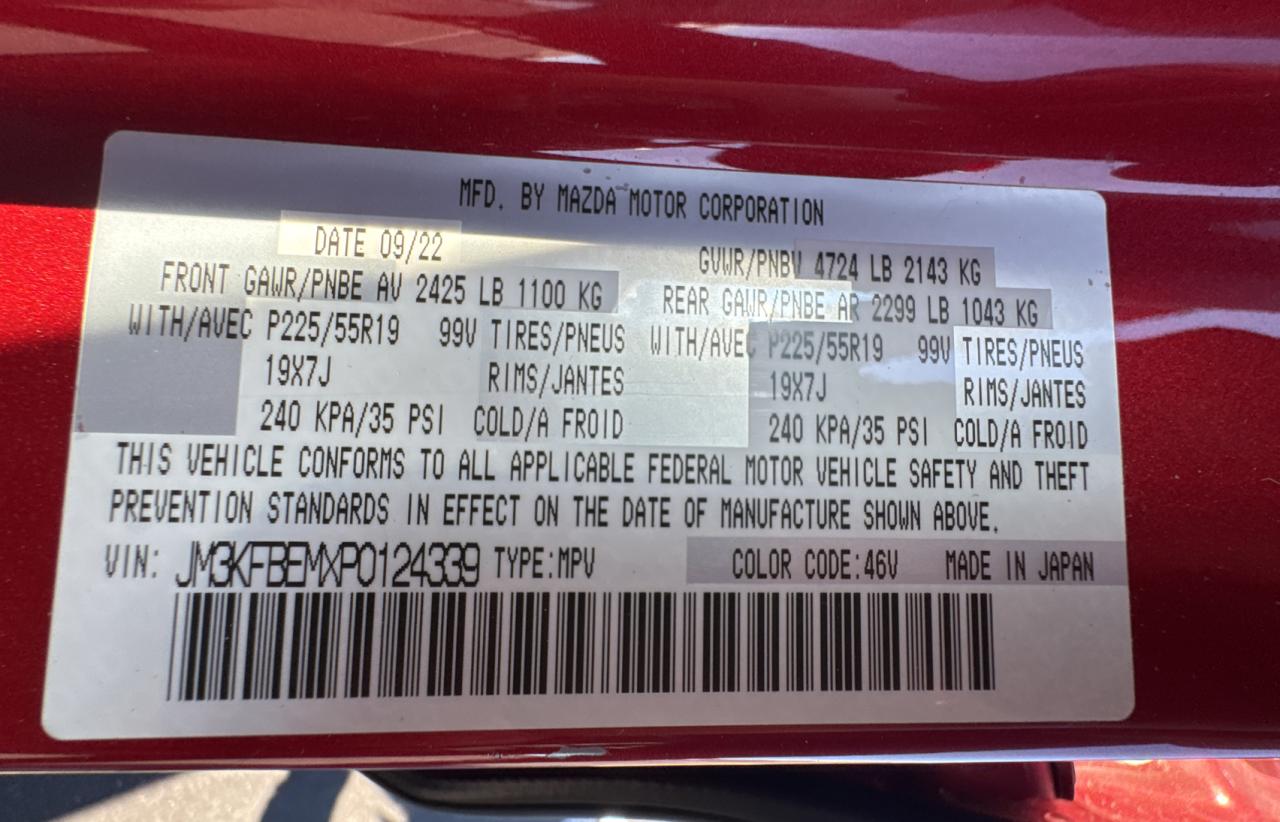 MFD. BY MAZDA MOTOR CORPORATION
DATE 09/22 GVWR/PNBV 4724 LB 2143 KG
FRONT GAWR/PNBE AV 2425 LB 1100 KG REAR GAWR/PNBE AR 2299 LB 1043 KG
WITH/AVEC P225/55R19 99V TIRES/PNEUS WITH/AVEC P225/55R19 99V TIRES/PNEUS
19X7J RIMS/JANTES 19X7J RIMS/JANTES
240 KPA/35 PSI COLD/A FROID 240 KPA/35 PSI COLD/A FROID
THIS VEHICLE CONFORMS TO ALL APPLICABLE FEDERAL MOTOR VEHICLE SAFETY AND THEFT
PREVENTION STANDARDS IN EFFECT ON THE DATE OF MANUFACTURE SHOWN ABOVE.
VIN: JM3KFBEMXP0124339 TYPE:MPV COLOR CODE:46V MADE IN JAPAN